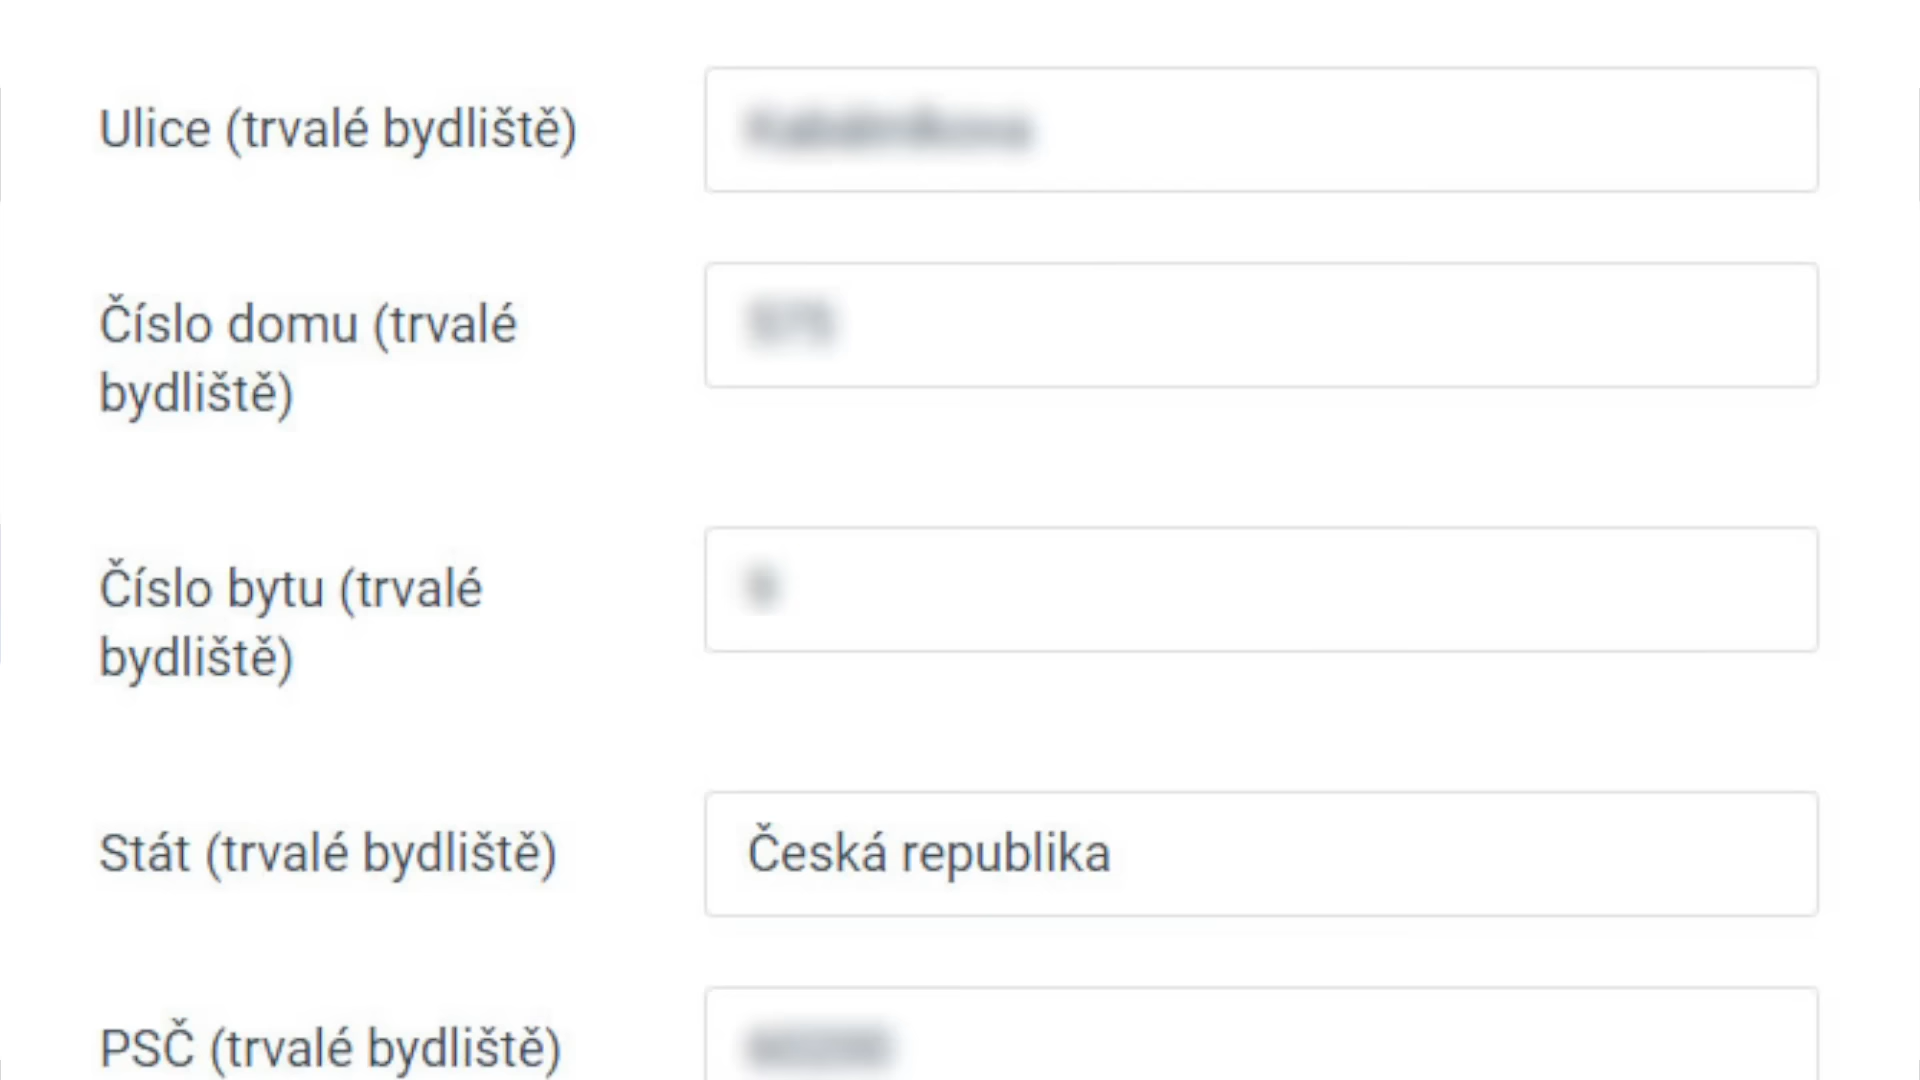 Ulice (trvalé bydliště)
Číslo domu (trvalé
bydliště)
Číslo bytu (trvalé
bydliště)
Stát (trvalé bydliště)
Česká republika
PSČ (trvalé bydliště)